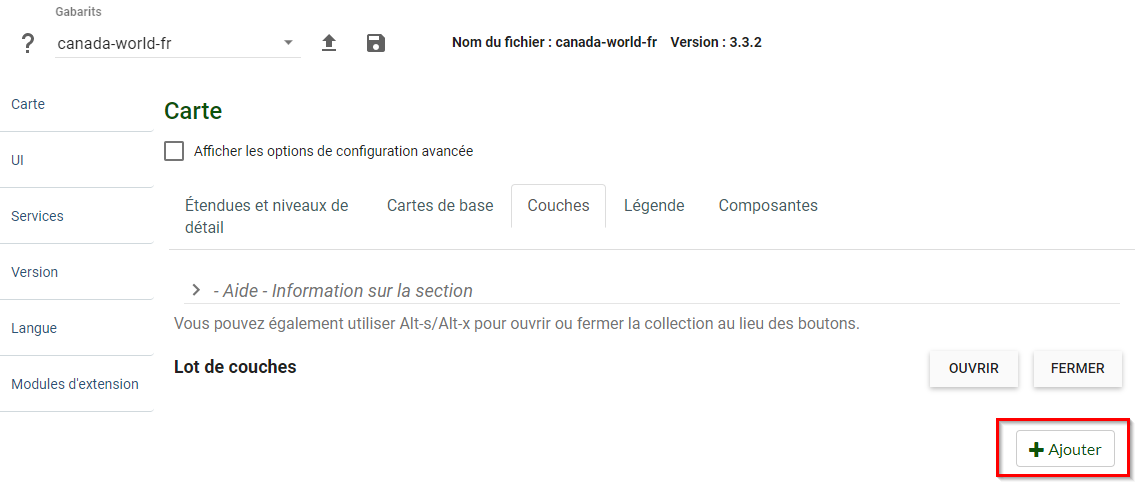 Gabarits
canada-world-fr
Nom du fichier : canada-world-fr Version : 3.3.2
Carte
UI
Services
Version
Langue
Modules d'extension
Carte
Afficher les options de configuration avancée
Étendues et niveaux de
détail
Cartes de base
Couches
Légende
Composantes
- Aide - Information sur la section
Vous pouvez également utiliser Alt-s/Alt-x pour ouvrir ou fermer la collection au lieu des boutons.
Lot de couches
OUVRIR
FERMER
Ajouter